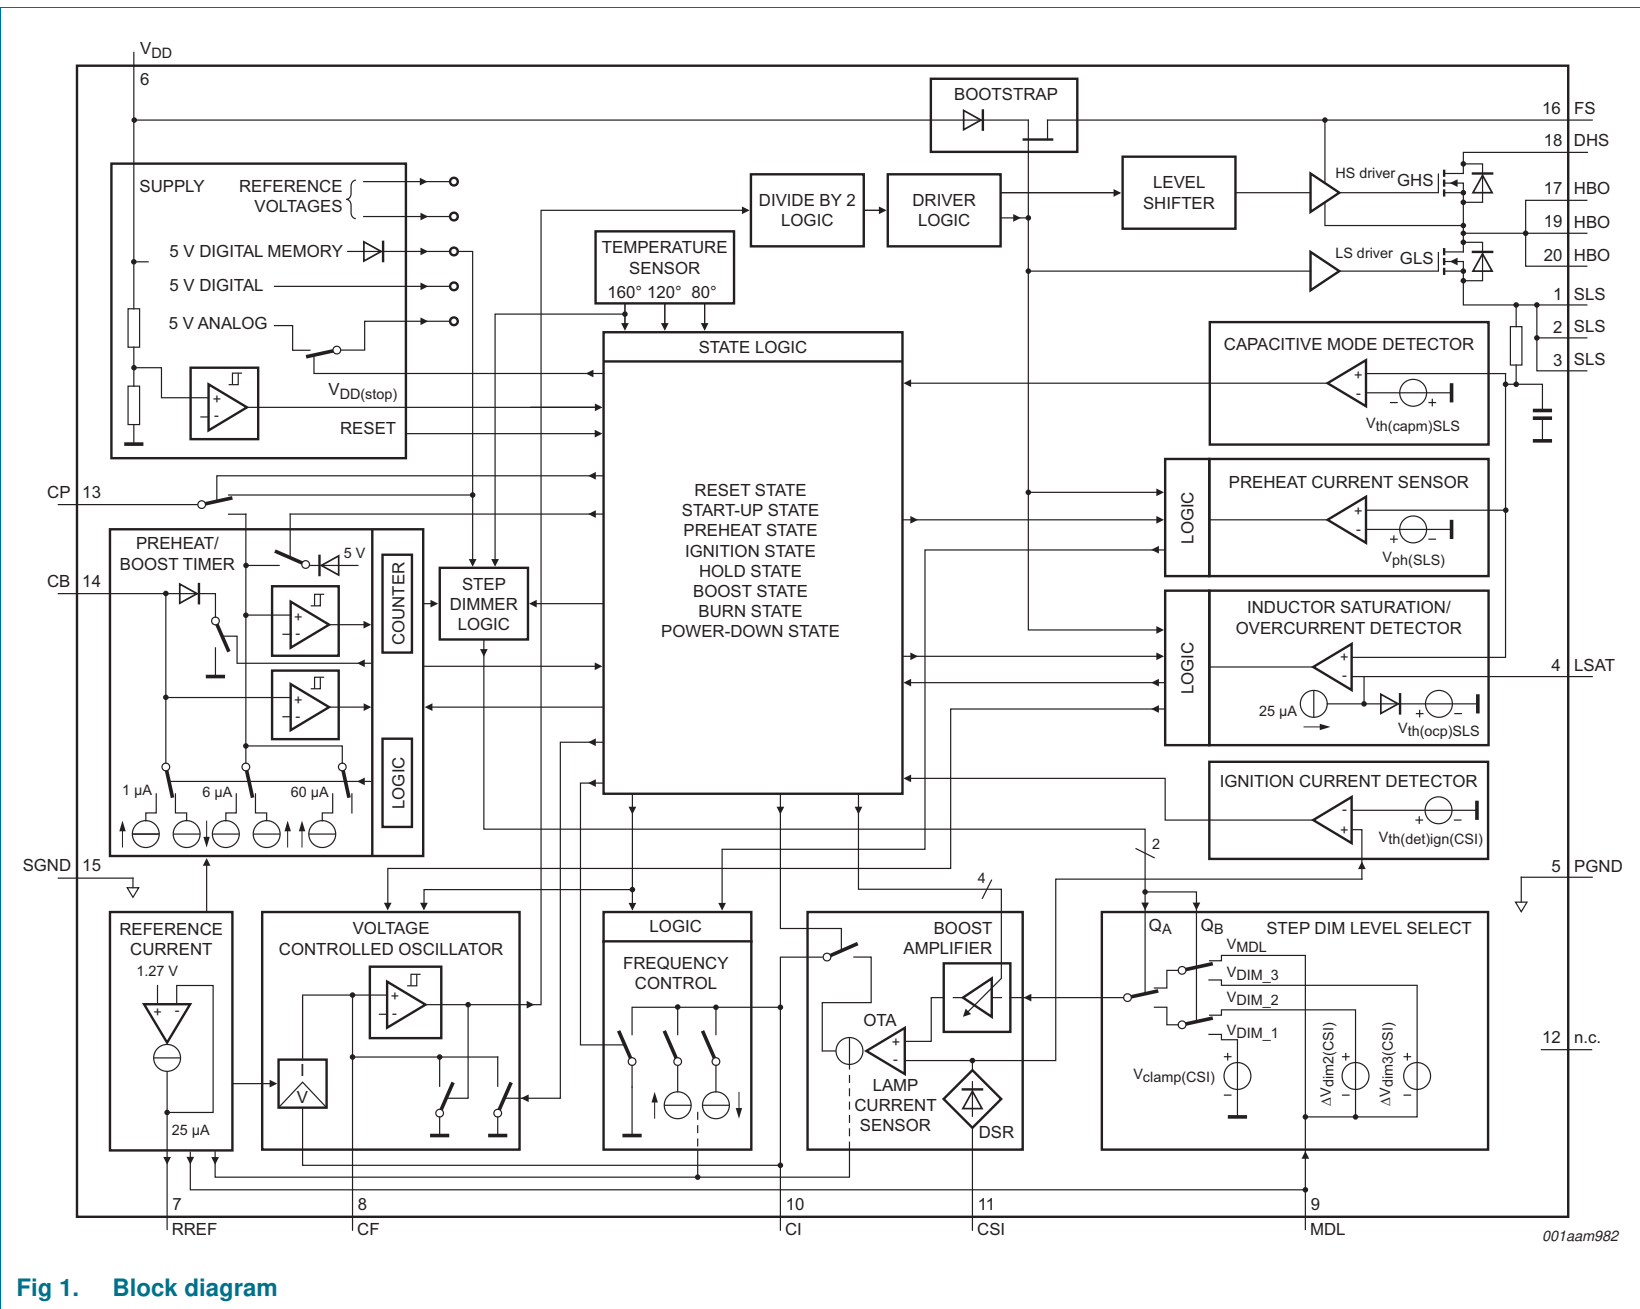 VDD
6
BOOTSTRAP
16 FS
18 DHS
HS driver GHS
17 HBO
19 HBO
20 HBO
LS driver GLS
1 SLS
2 SLS
3 SLS
SUPPLY
REFERENCE
VOLTAGES
5 V DIGITAL MEMORY
5 V DIGITAL
5 V ANALOG
VDD(stop)
RESET
+
-
DIVIDE BY 2
LOGIC
DRIVER
LOGIC
LEVEL
SHIFTER
TEMPERATURE
SENSOR
160° 120° 80°
STATE LOGIC
RESET STATE
START-UP STATE
PREHEAT STATE
IGNITION STATE
HOLD STATE
BOOST STATE
BURN STATE
POWER-DOWN STATE
CAPACITIVE MODE DETECTOR
+
-
- +
Vth(capm)SLS
LOGIC
PREHEAT CURRENT SENSOR
+
-
+ -
Vph(SLS)
LOGIC
INDUCTOR SATURATION/
OVERCURRENT DETECTOR
+
-
25 μA
+ -
Vth(ocp)SLS
4 LSAT
IGNITION CURRENT DETECTOR
-
+
+ -
Vth(det)ign(CSI)
5 PGND
12 n.c.
CP 13
CB 14
PREHEAT/
BOOST TIMER
5 V
+
-
+
-
COUNTER
LOGIC
1 μA
6 μA
60 μA
STEP
DIMMER
LOGIC
SGND 15
REFERENCE
CURRENT
1.27 V
+ -
25 μA
VOLTAGE
CONTROLLED OSCILLATOR
+
-
I
V
LOGIC
FREQUENCY
CONTROL
4
BOOST
AMPLIFIER
OTA
+
-
LAMP
CURRENT
SENSOR
DSR
2
QA
QB
STEP DIM LEVEL SELECT
VMDL
VDIM_3
VDIM_2
VDIM_1
Vclamp(CSI)
+
-
ΔVdim2(CSI)
+
-
ΔVdim3(CSI)
+
-
7
RREF
8
CF
10
CI
11
CSI
9
MDL
001aam982
Fig 1. Block diagram